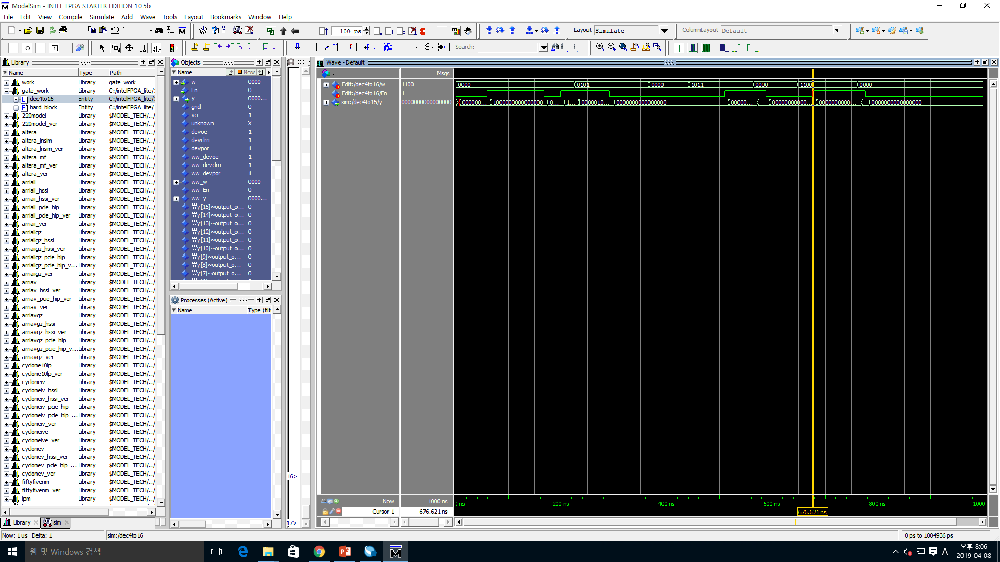 ModelSim - INTEL FPGA STARTER EDITION 10.5b
File Edit View Compile Simulate Add Wave Tools Layout Bookmarks Window Help
100 ps
Layout Simulate
ColumnLayout Default
Search:
Library
Name Type Path
work Library gate_work
gate_work Library C:/intelFPGA_lite/
dec4to16 Entity C:/intelFPGA_lite/
hard_block Entity C:/intelFPGA_lite/
220model Library $MODEL_TECH/../
220model_ver Library $MODEL_TECH/../
altera Library $MODEL_TECH/../
altera_lnsim Library $MODEL_TECH/../
altera_lnsim_ver Library $MODEL_TECH/../
altera_mf Library $MODEL_TECH/../
altera_mf_ver Library $MODEL_TECH/../
altera_ver Library $MODEL_TECH/../
arriaii Library $MODEL_TECH/../
arriaii_hssi Library $MODEL_TECH/../
arriaii_hssi_ver Library $MODEL_TECH/../
arriaii_pcie_hip Library $MODEL_TECH/../
arriaii_pcie_hip_ver Library $MODEL_TECH/../
arriaii_ver Library $MODEL_TECH/../
arriaiigz Library $MODEL_TECH/../
arriaiigz_hssi Library $MODEL_TECH/../
arriaiigz_hssi_ver Library $MODEL_TECH/../
arriaiigz_pcie_hip Library $MODEL_TECH/../
arriaiigz_pcie_hip_v... Library $MODEL_TECH/../
arriaiigz_ver Library $MODEL_TECH/../
arriav Library $MODEL_TECH/../
arriav_hssi_ver Library $MODEL_TECH/../
arriav_pcie_hip_ver Library $MODEL_TECH/../
arriav_ver Library $MODEL_TECH/../
arriavgz Library $MODEL_TECH/../
arriavgz_hssi Library $MODEL_TECH/../
arriavgz_hssi_ver Library $MODEL_TECH/../
arriavgz_pcie_hip Library $MODEL_TECH/../
arriavgz_pcie_hip_v... Library $MODEL_TECH/../
arriavgz_ver Library $MODEL_TECH/../
cyclone10lp Library $MODEL_TECH/../
cyclone10lp_ver Library $MODEL_TECH/../
cycloneiv Library $MODEL_TECH/../
cycloneiv_hssi Library $MODEL_TECH/../
cycloneiv_hssi_ver Library $MODEL_TECH/../
cycloneiv_pcie_hip Library $MODEL_TECH/../
cycloneiv_pcie_hip_... Library $MODEL_TECH/../
cycloneiv_ver Library $MODEL_TECH/../
cycloneive Library $MODEL_TECH/../
cycloneive_ver Library $MODEL_TECH/../
cyclonev Library $MODEL_TECH/../
cyclonev_hssi_ver Library $MODEL_TECH/../
cyclonev_pcie_hip_... Library $MODEL_TECH/../
cyclonev_ver Library $MODEL_TECH/../
fiftyfivenm Library $MODEL_TECH/../
fiftyfivenm_ver Library $MODEL_TECH/../
lpm Library $MODEL_TECH/../
Library sim
Objects
Name Now
w 0000
En 0
y 0000...
gnd 0
vcc 1
unknown X
devoe 1
devclrn 1
devpor 1
ww_devoe 1
ww_devclrn 1
ww_devpor 1
ww_w 0000
ww_En 0
ww_y 0000...
₩y[15]~output_o... 0
₩y[14]~output_o... 0
₩y[13]~output_o... 0
₩y[12]~output_o... 0
₩y[11]~output_o... 0
₩y[10]~output_o... 0
₩y[9]~output_o... 0
₩y[8]~output_o... 0
₩y[7]~output_o... 0
Processes (Active)
Name Type (filt
16>
17>
Wave - Default
Msgs
Edit:/dec4to16/w 1100 0000 0101 0000 1011 0000 1100 0000
Edit:/dec4to16/En 1
sim:/dec4to16/y 0000000000000000 000000... 1000000000000000 0... 1... 0000010... 0000000000000000 00000... 00000000000... 0000000000... 0000000000000000
Now 1000 ns
ns 200 ns 400 ns 600 ns 800 ns 1000
Cursor 1 676.621 ns 676.621 ns
Now: 1 us Delta: 1 sim:/dec4to16 0 ps to 1004936 ps
웹 및 Windows 검색
A
오후 8:06
2019-04-08